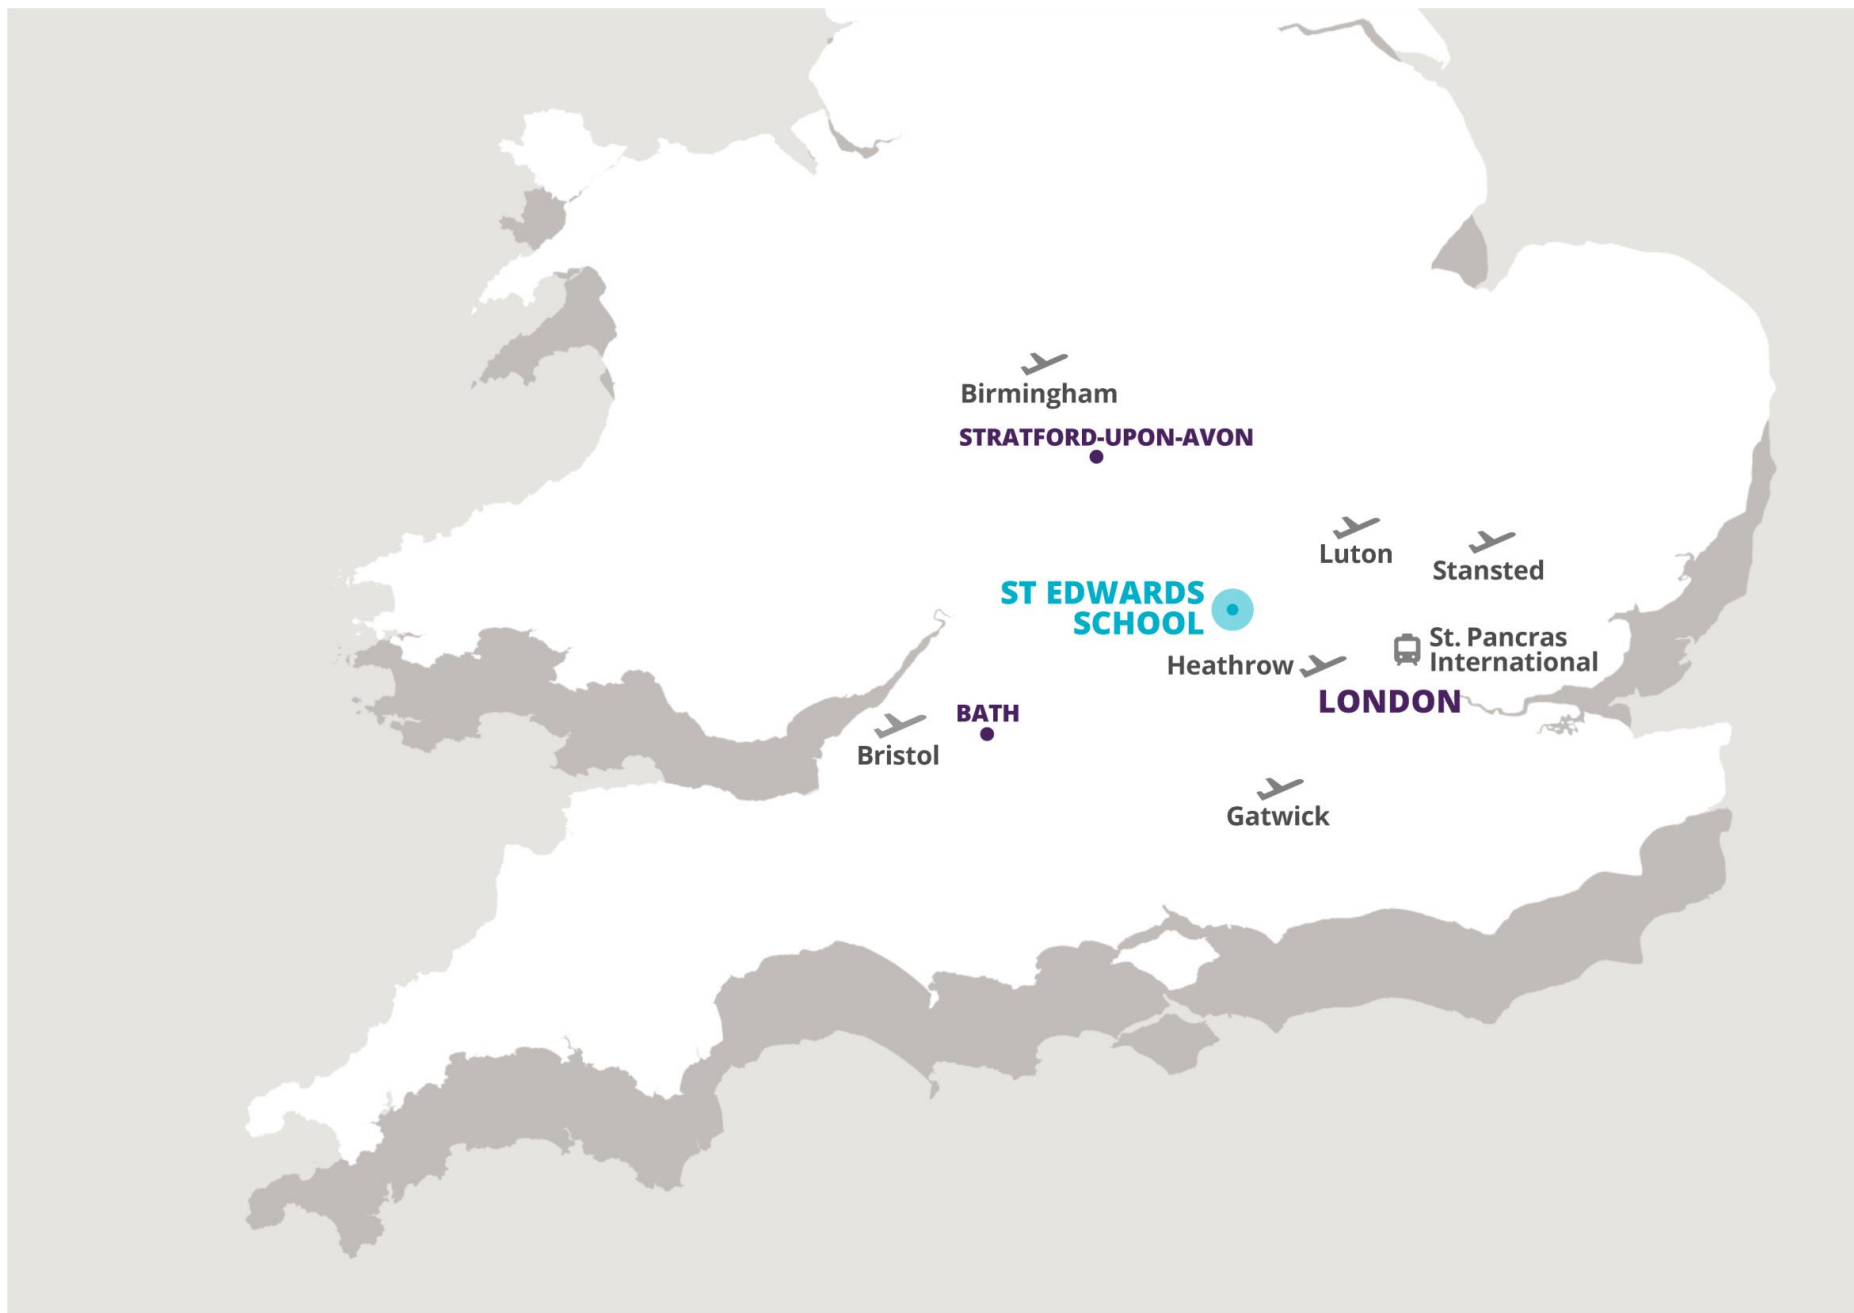 Birmingham
STRATFORD-UPON-AVON
Luton
Stansted
ST EDWARDS
SCHOOL
St. Pancras
International
Heathrow
LONDON
BATH
Bristol
Gatwick